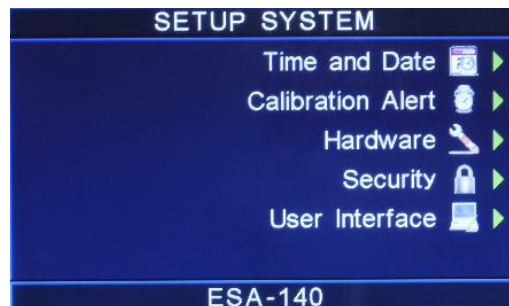 SETUP SYSTEM
Time and Date
Calibration Alert
Hardware
Security
User Interface
ESA-140